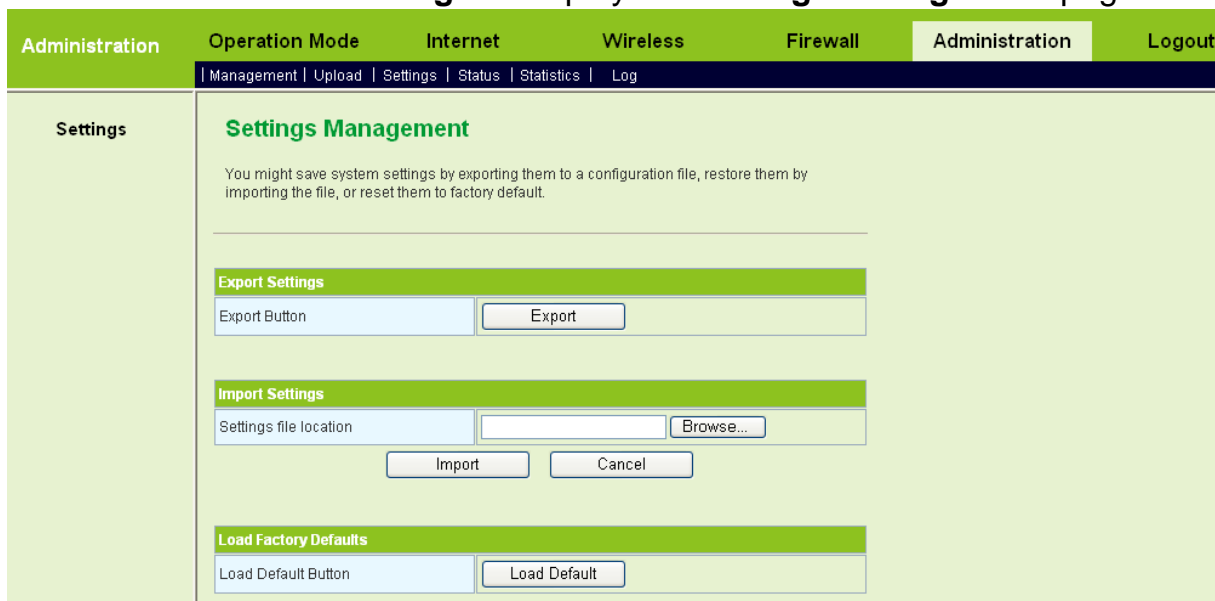 Administration
Operation Mode Internet Wireless Firewall Administration Logout
| Management | Upload | Settings | Status | Statistics | Log
Settings
Settings Management
You might save system settings by exporting them to a configuration file, restore them by
importing the file, or reset them to factory default.
Export Settings
Export Button Export
Import Settings
Settings file location Browse...
Import Cancel
Load Factory Defaults
Load Default Button Load Default